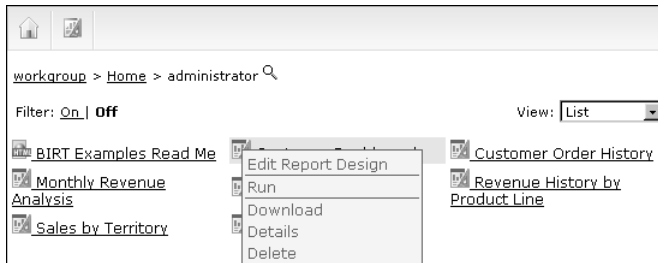 workgroup > Home > administrator
Filter: On | Off
View: List
BIRT Examples Read Me
Customer Order History
Monthly Revenue
Analysis
Revenue History by
Product Line
Sales by Territory
Edit Report Design
Run
Download
Details
Delete